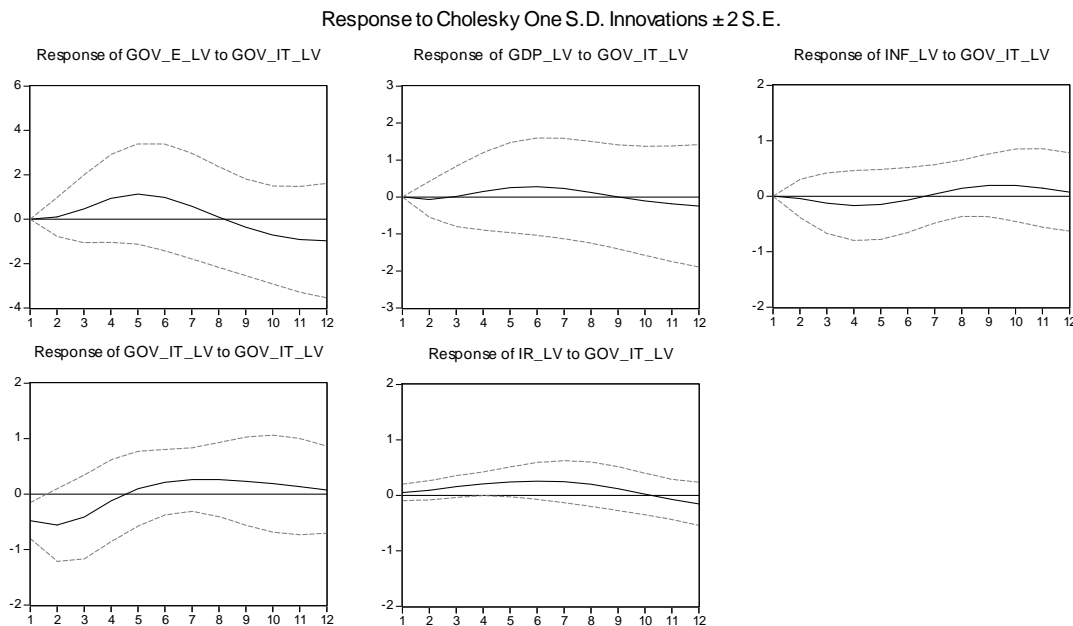 Response to Cholesky One S.D. Innovations ± 2 S.E.
Response of GOV_E_LV to GOV_IT_LV
6
4
2
0
-2
-4
1 2 3 4 5 6 7 8 9 10 11 12
Response of GDP_LV to GOV_IT_LV
3
2
1
0
-1
-2
-3
1 2 3 4 5 6 7 8 9 10 11 12
Response of INF_LV to GOV_IT_LV
2
1
0
-1
-2
1 2 3 4 5 6 7 8 9 10 11 12
Response of GOV_IT_LV to GOV_IT_LV
2
1
0
-1
-2
1 2 3 4 5 6 7 8 9 10 11 12
Response of IR_LV to GOV_IT_LV
2
1
0
-1
-2
1 2 3 4 5 6 7 8 9 10 11 12